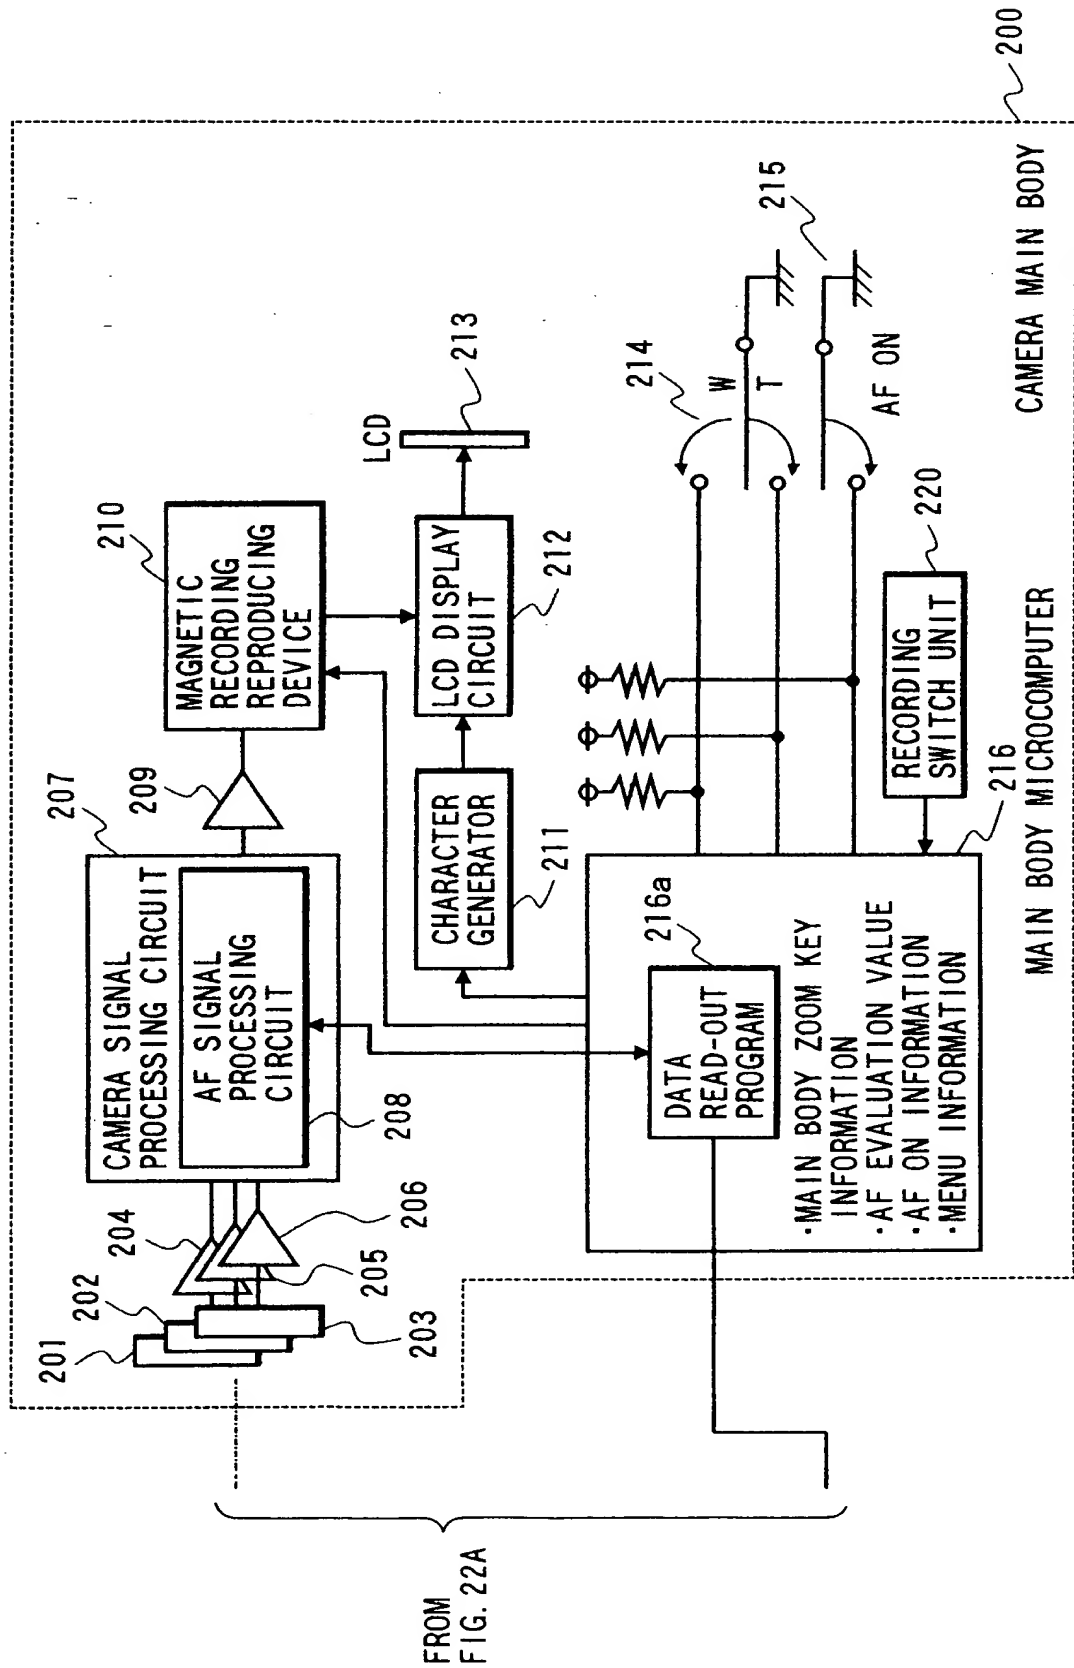 FROM
FIG. 22A
201
202
203
204
205
206
CAMERA SIGNAL
PROCESSING CIRCUIT
AF SIGNAL
PROCESSING
CIRCUIT
207
208
209
MAGNETIC
RECORDING
REPRODUCING
DEVICE
210
CHARACTER
GENERATOR
211
LCD DISPLAY
CIRCUIT
212
LCD
213
214
W
T
215
AF ON
DATA
READ-OUT
PROGRAM
216a
·MAIN BODY ZOOM KEY
INFORMATION
·AF EVALUATION VALUE
·AF ON INFORMATION
·MENU INFORMATION
216
MAIN BODY MICROCOMPUTER
RECORDING
SWITCH UNIT
220
CAMERA MAIN BODY
200